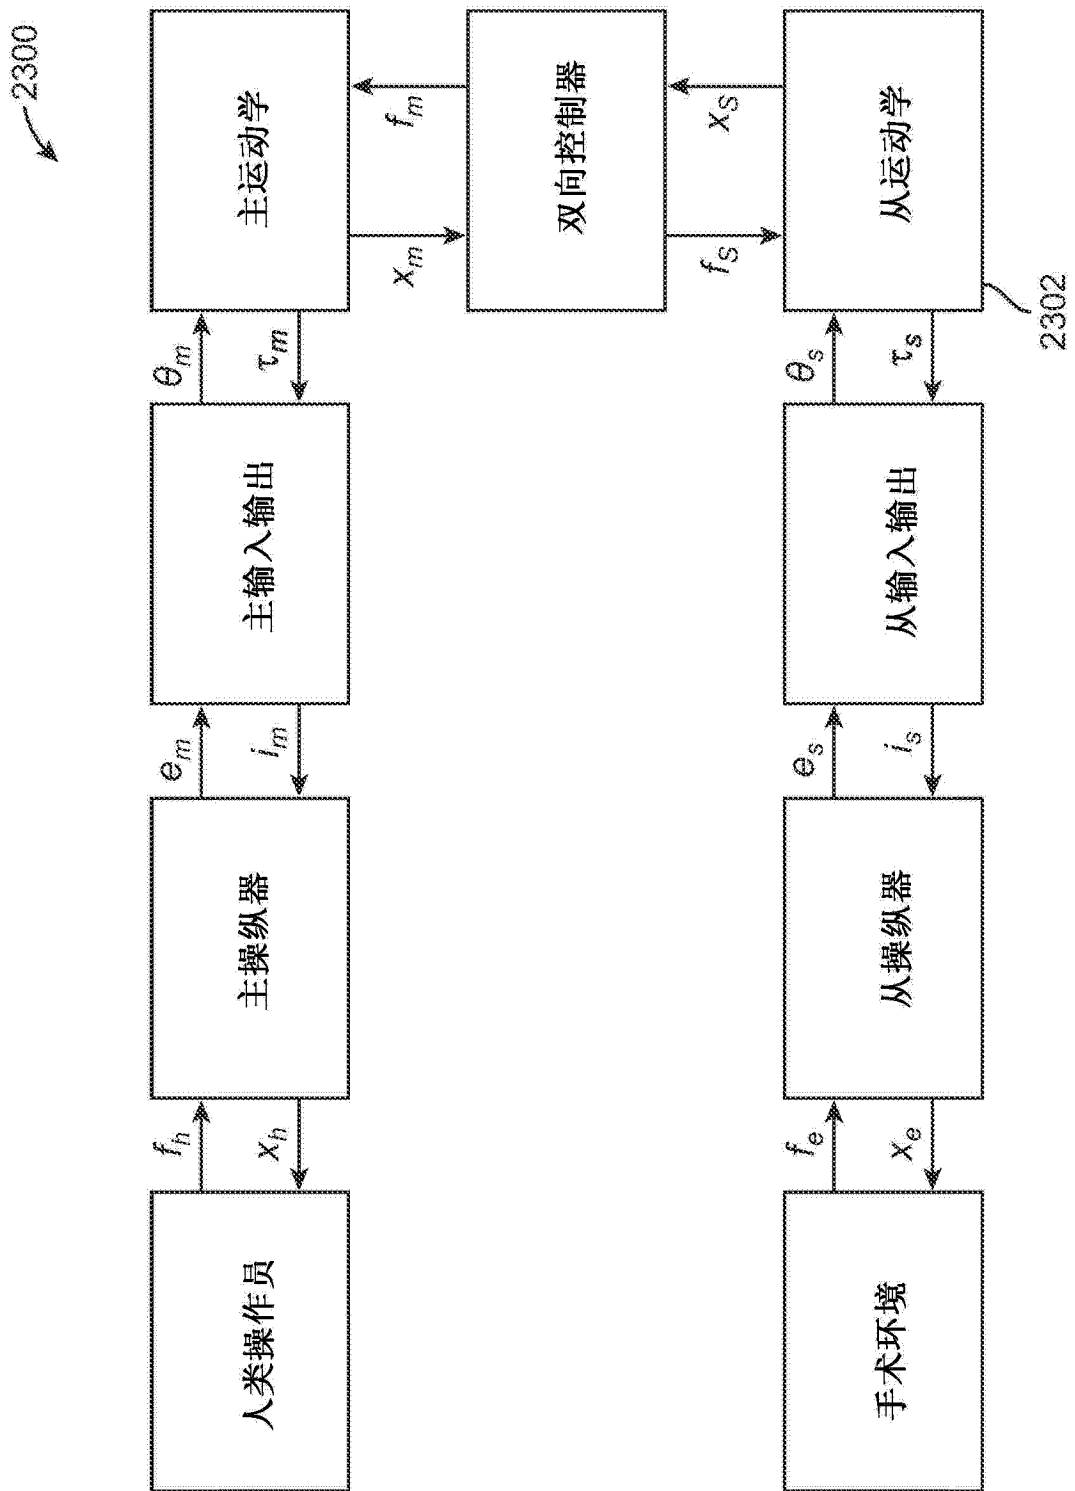 2300
人类操作员
f_h
x_h
主操纵器
e_m
i_m
主输入输出
θ_m
τ_m
主运动学
x_m
f_m
双向控制器
f_S
x_S
从运动学
2302
θ_s
τ_s
从输入输出
e_s
i_s
从操纵器
f_e
x_e
手术环境